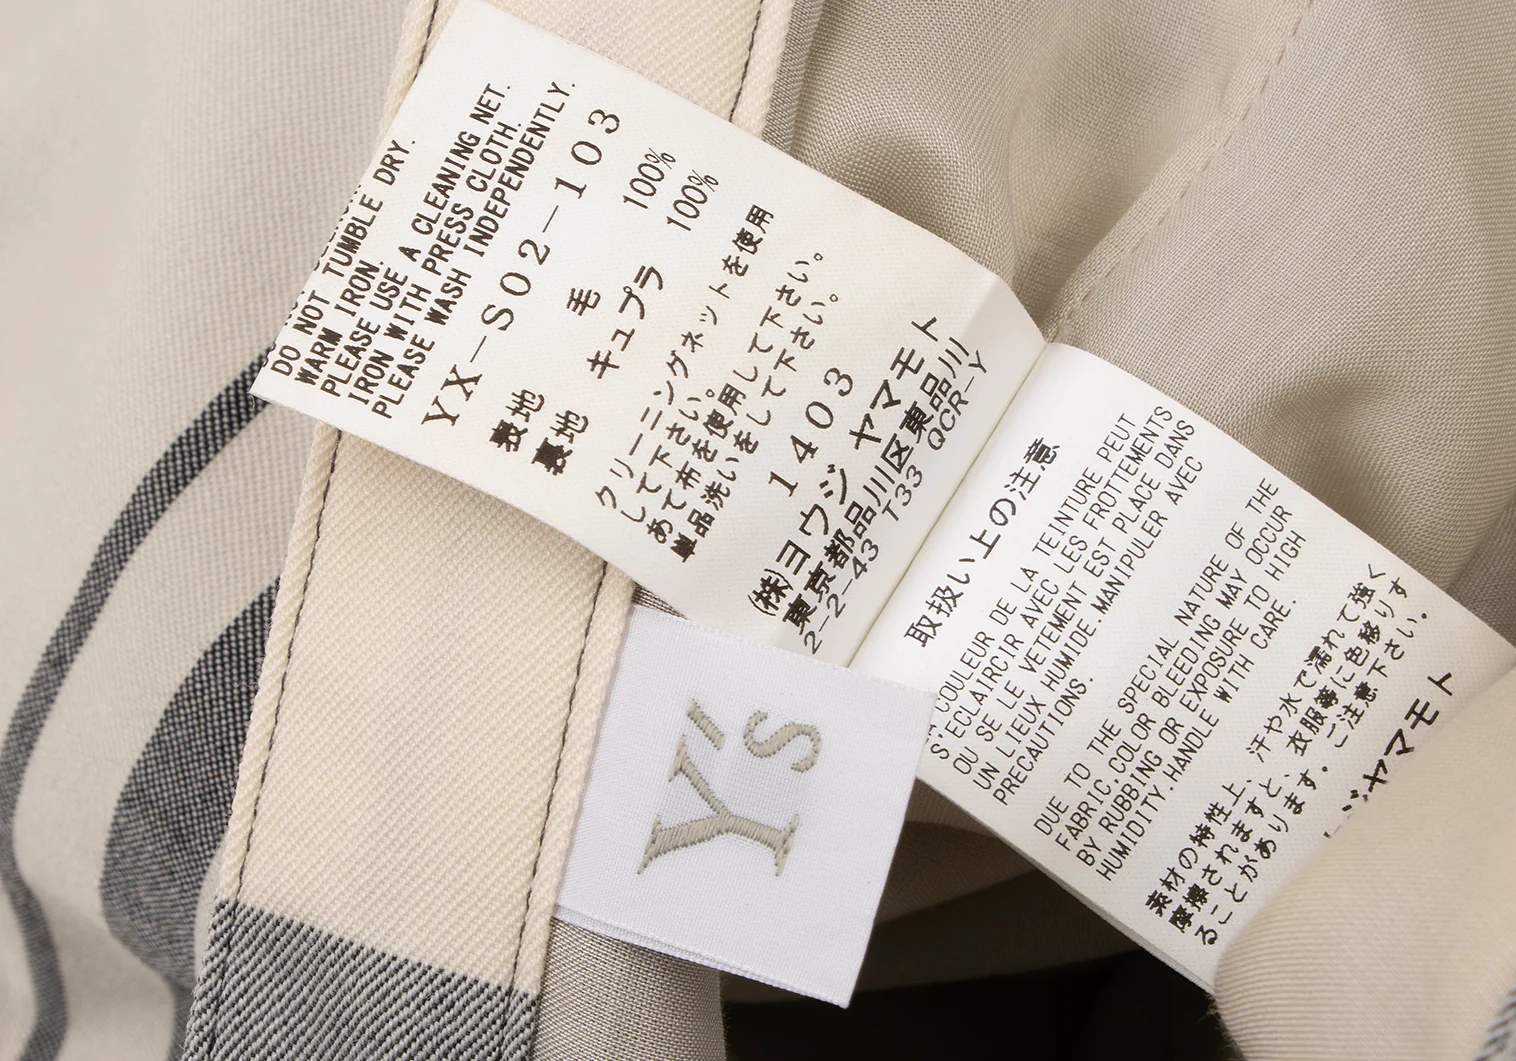 DO NOT TUMBLE DRY.
WARM IRON.
PLEASE USE A CLEANING NET.
IRON WITH PRESS CLOTH.
PLEASE WASH INDEPENDENTLY.
YX-S02-103
表地 毛 100%
裏地 キュプラ 100%
クリーニングネットを使用
して下さい。
あて布を使用して下さい。
単品洗いをして下さい。
1403
(株)ヨウジ ヤマモト
東京都品川区東品川
2-2-43 T33 QCR-Y
取扱い上の注意
COULEUR DE LA TEINTURE PEUT
S'ECLAIRCIR AVEC LES FROTTEMENTS
OU SE LE VETEMENT EST PLACE DANS
UN LIEUX HUMIDE.MANIPULER AVEC
PRECAUTIONS.
DUE TO THE SPECIAL NATURE OF THE
FABRIC,COLOR BLEEDING MAY OCCUR
BY RUBBING OR EXPOSURE TO HIGH
HUMIDITY.HANDLE WITH CARE.
素材の特性上、汗や水で濡れて強く
摩擦されますと、衣服等に色移りす
ることがあります。ご注意下さい。
ジヤマモト
Y's